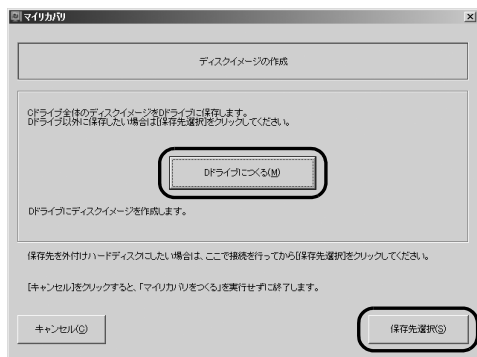 マイリカバリ
ディスクイメージの作成
Cドライブ全体のディスクイメージをDドライブに保存します。
Dドライブ以外に保存したい場合は[保存先選択]をクリックしてください。
Dドライブにつくる(M)
Dドライブにディスクイメージを作成します。
保存先を外付けハードディスクにしたい場合は、ここで接続を行ってから[保存先選択]をクリックしてください。
[キャンセル]をクリックすると、「マイリカバリをつくる」を実行せずに終了します。
キャンセル(C)
保存先選択(S)